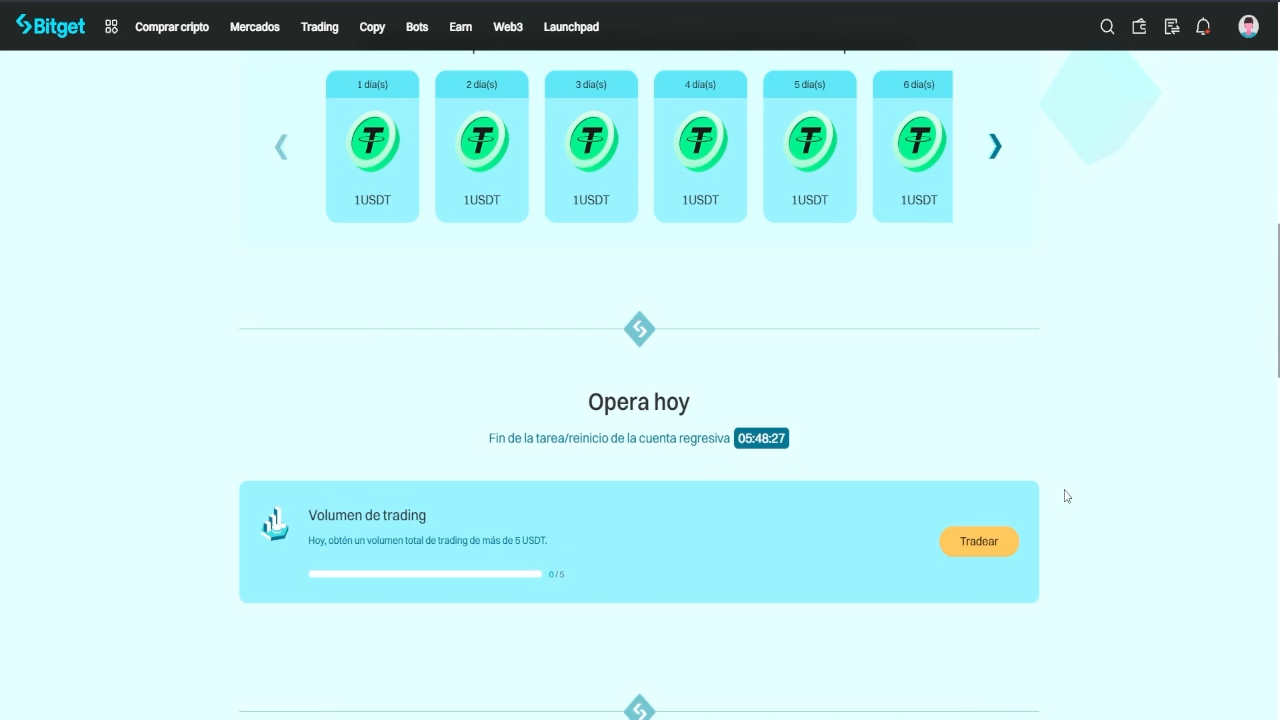 Bitget
Comprar cripto
Mercados
Trading
Copy
Bots
Earn
Web3
Launchpad
1 día(s)
2 día(s)
3 día(s)
4 día(s)
5 día(s)
6 día(s)
1USDT
1USDT
1USDT
1USDT
1USDT
1USDT
Opera hoy
Fin de la tarea/reinicio de la cuenta regresiva 05:48:27
Volumen de trading
Hoy, obtén un volumen total de trading de más de 5 USDT.
0 / 5
Tradear